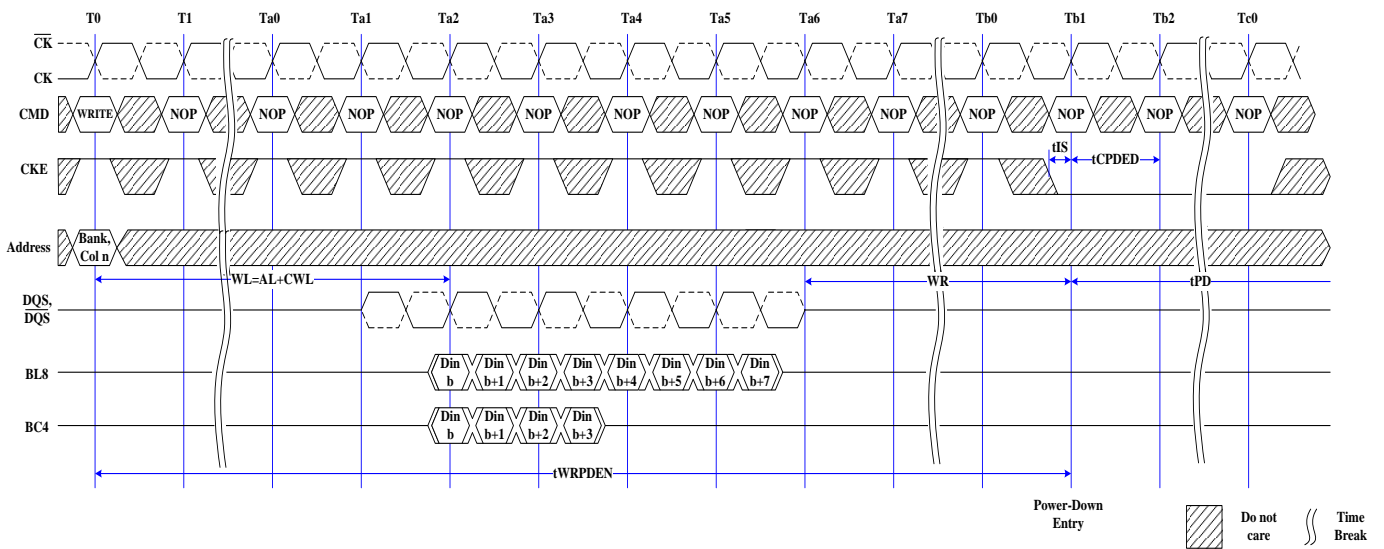 T0 T1 Ta0 Ta1 Ta2 Ta3 Ta4 Ta5 Ta6 Ta7 Tb0 Tb1 Tb2 Tc0
CK
CK
CMD WRITE NOP NOP NOP NOP NOP NOP NOP NOP NOP NOP NOP NOP NOP
tIS tCPDED
CKE
Address Bank,
Col n
WL=AL+CWL WR tPD
DQS,
DQS
BL8 Din Din Din Din Din Din Din Din
b b+1 b+2 b+3 b+4 b+5 b+6 b+7
BC4 Din Din Din Din
b b+1 b+2 b+3
tWRPDEN
Power-Down
Entry
Do not
care
Time
Break